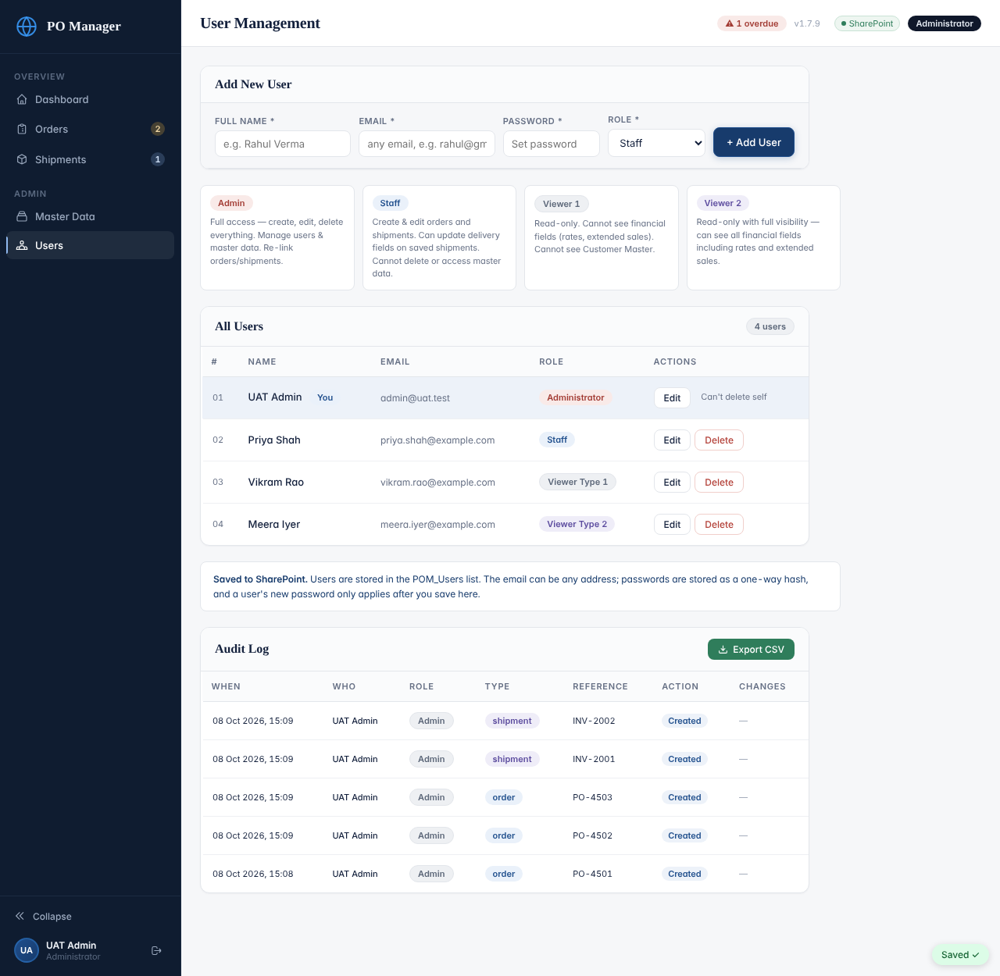 PO Manager
OVERVIEW
Dashboard
Orders 2
Shipments 1
ADMIN
Master Data
Users
Collapse
UA
UAT Admin
Administrator
User Management
1 overdue v1.7.9 SharePoint Administrator
Add New User
FULL NAME * EMAIL * PASSWORD * ROLE *
e.g. Rahul Verma any email, e.g. rahul@gm Set password Staff + Add User
Admin
Full access — create, edit, delete
everything. Manage users &
master data. Re-link
orders/shipments.
Staff
Create & edit orders and
shipments. Can update delivery
fields on saved shipments.
Cannot delete or access master
data.
Viewer 1
Read-only. Cannot see financial
fields (rates, extended sales).
Cannot see Customer Master.
Viewer 2
Read-only with full visibility —
can see all financial fields
including rates and extended
sales.
All Users 4 users
# NAME EMAIL ROLE ACTIONS
01 UAT Admin You admin@uat.test Administrator Edit Can't delete self
02 Priya Shah priya.shah@example.com Staff Edit Delete
03 Vikram Rao vikram.rao@example.com Viewer Type 1 Edit Delete
04 Meera Iyer meera.iyer@example.com Viewer Type 2 Edit Delete
Saved to SharePoint. Users are stored in the POM_Users list. The email can be any address; passwords are stored as a one-way hash,
and a user's new password only applies after you save here.
Audit Log Export CSV
WHEN WHO ROLE TYPE REFERENCE ACTION CHANGES
08 Oct 2026, 15:09 UAT Admin Admin shipment INV-2002 Created —
08 Oct 2026, 15:09 UAT Admin Admin shipment INV-2001 Created —
08 Oct 2026, 15:09 UAT Admin Admin order PO-4503 Created —
08 Oct 2026, 15:09 UAT Admin Admin order PO-4502 Created —
08 Oct 2026, 15:08 UAT Admin Admin order PO-4501 Created —
Saved ✓